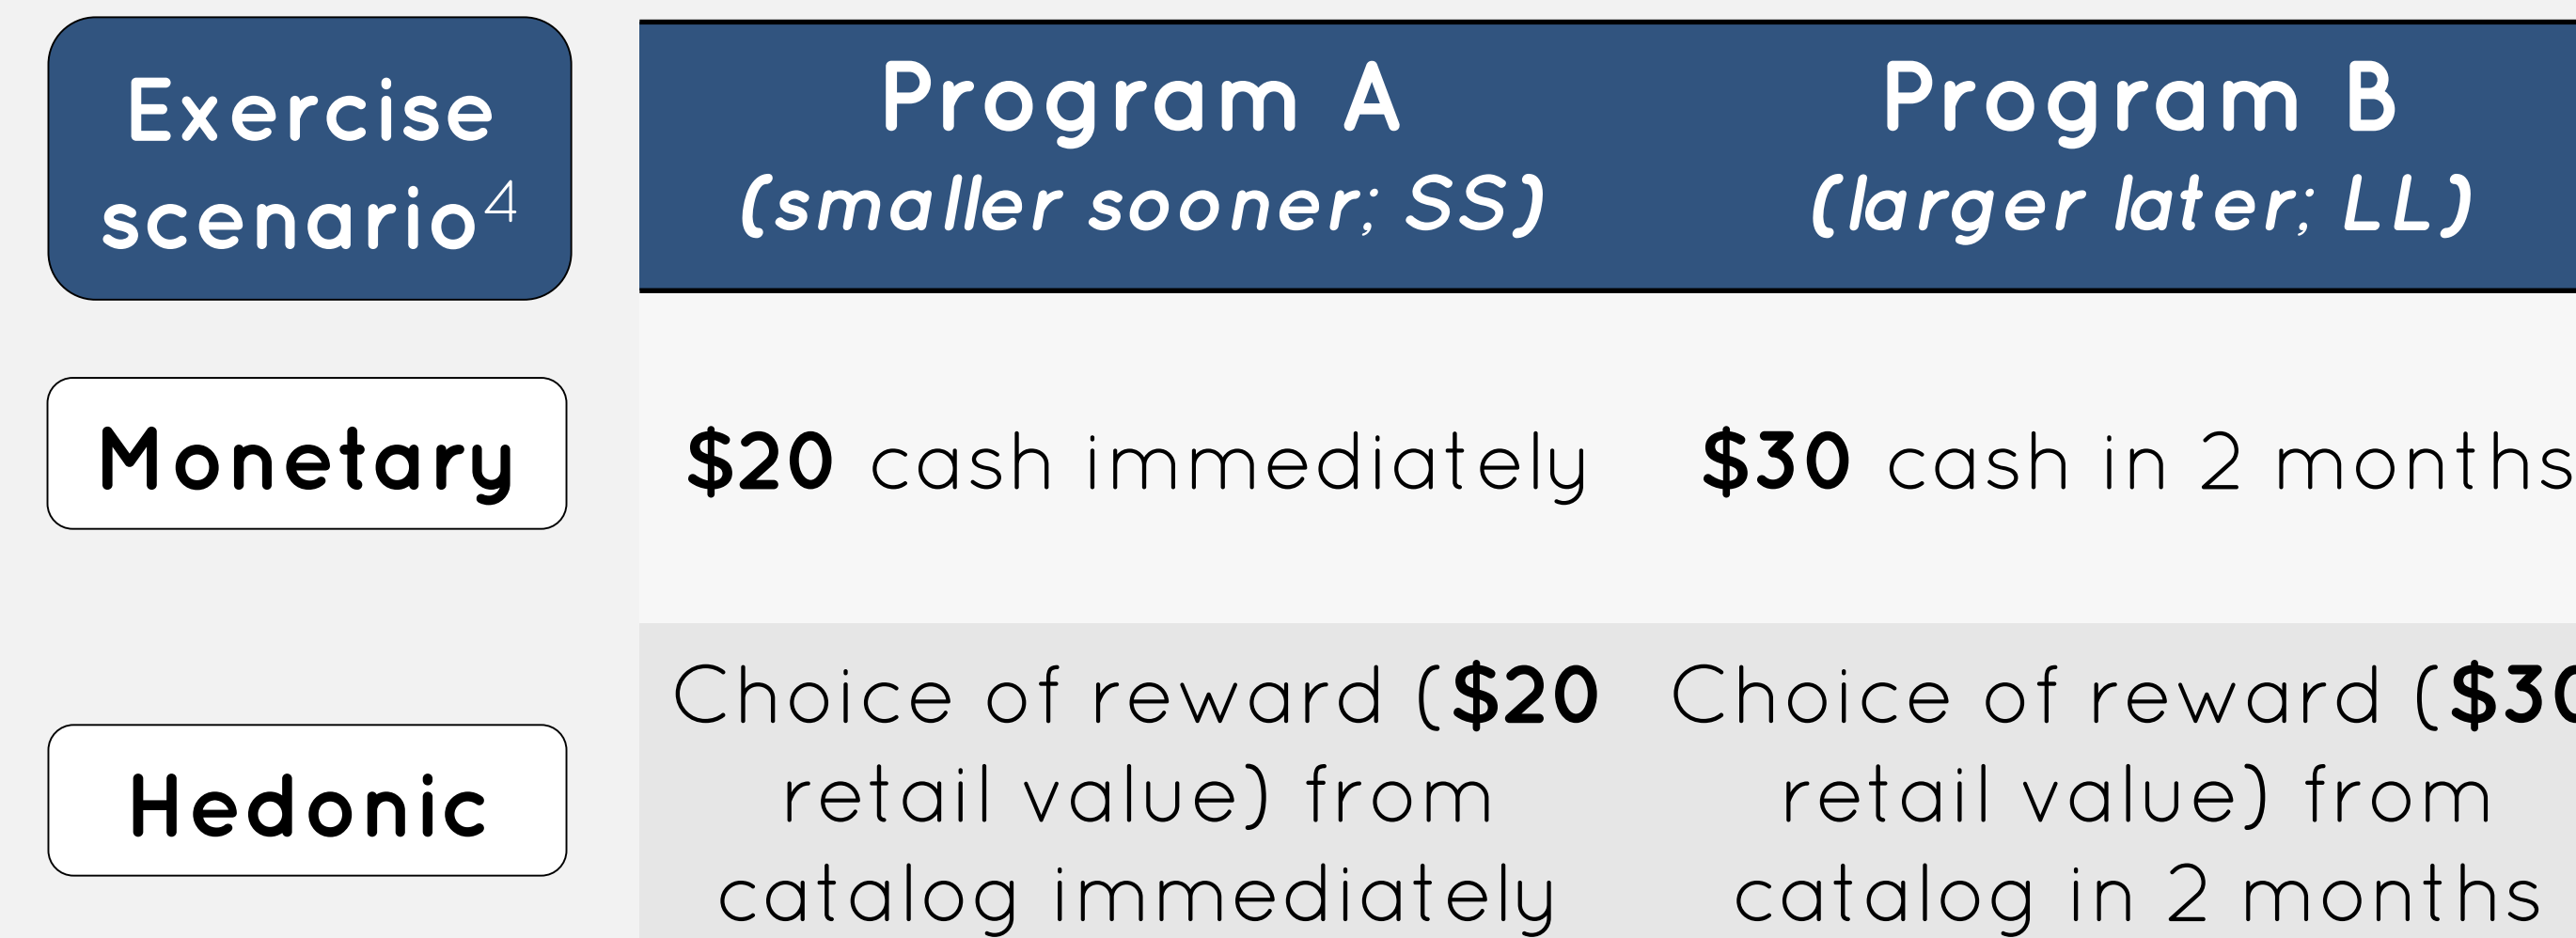 Exercise
scenario⁴
Program A
(smaller sooner; SS)
Program B
(larger later; LL)
Monetary
$20 cash immediately
$30 cash in 2 months
Hedonic
Choice of reward ($20
retail value) from
catalog immediately
Choice of reward ($30
retail value) from
catalog in 2 months